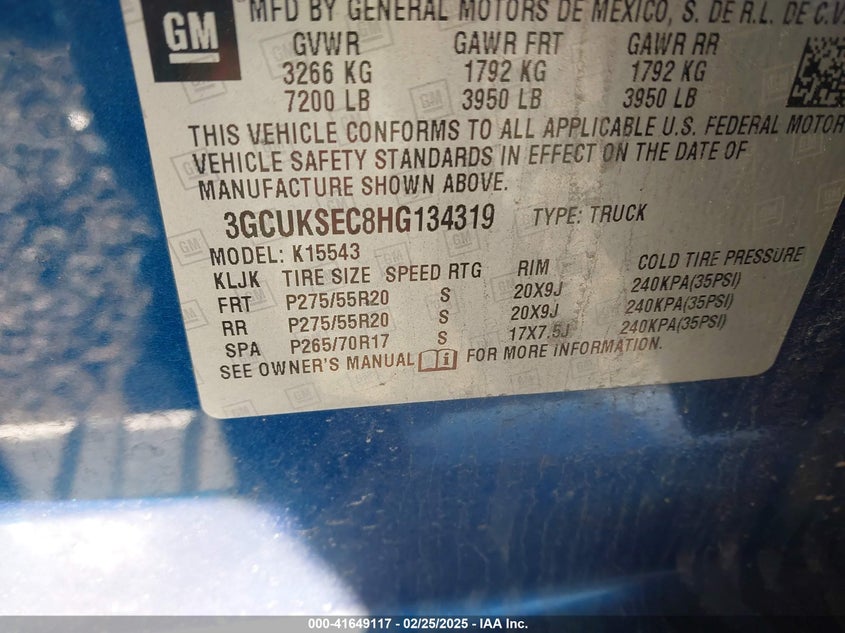 GM
MFD BY GENERAL MOTORS DE MEXICO, S. DE R.L. DE C.V.
GVWR GAWR FRT GAWR RR
3266 KG 1792 KG 1792 KG
7200 LB 3950 LB 3950 LB
THIS VEHICLE CONFORMS TO ALL APPLICABLE U.S. FEDERAL MOTOR
VEHICLE SAFETY STANDARDS IN EFFECT ON THE DATE OF
MANUFACTURE SHOWN ABOVE.
3GCUKSEC8HG134319 TYPE: TRUCK
MODEL: K15543
KLJK TIRE SIZE SPEED RTG RIM COLD TIRE PRESSURE
FRT P275/55R20 S 20X9J 240KPA(35PSI)
RR P275/55R20 S 20X9J 240KPA(35PSI)
SPA P265/70R17 S 17X7.5J 240KPA(35PSI)
SEE OWNER'S MANUAL FOR MORE INFORMATION.
000-41649117 - 02/25/2025 - IAA Inc.